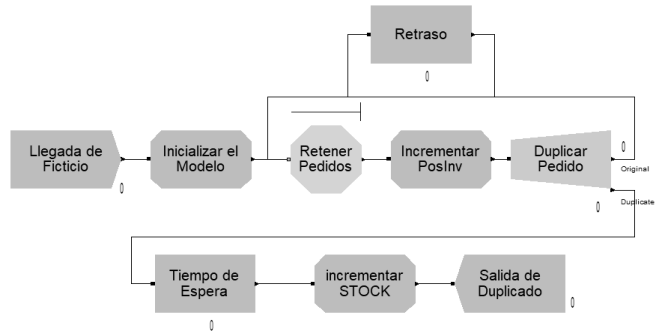 Retraso
0
Llegada de
Ficticio
0
Inicializar el
Modelo
Retener
Pedidos
Incrementar
PosInv
Duplicar
Pedido
0
Original
0
Duplicate
Tiempo de
Espera
0
incrementar
STOCK
Salida de
Duplicado
0